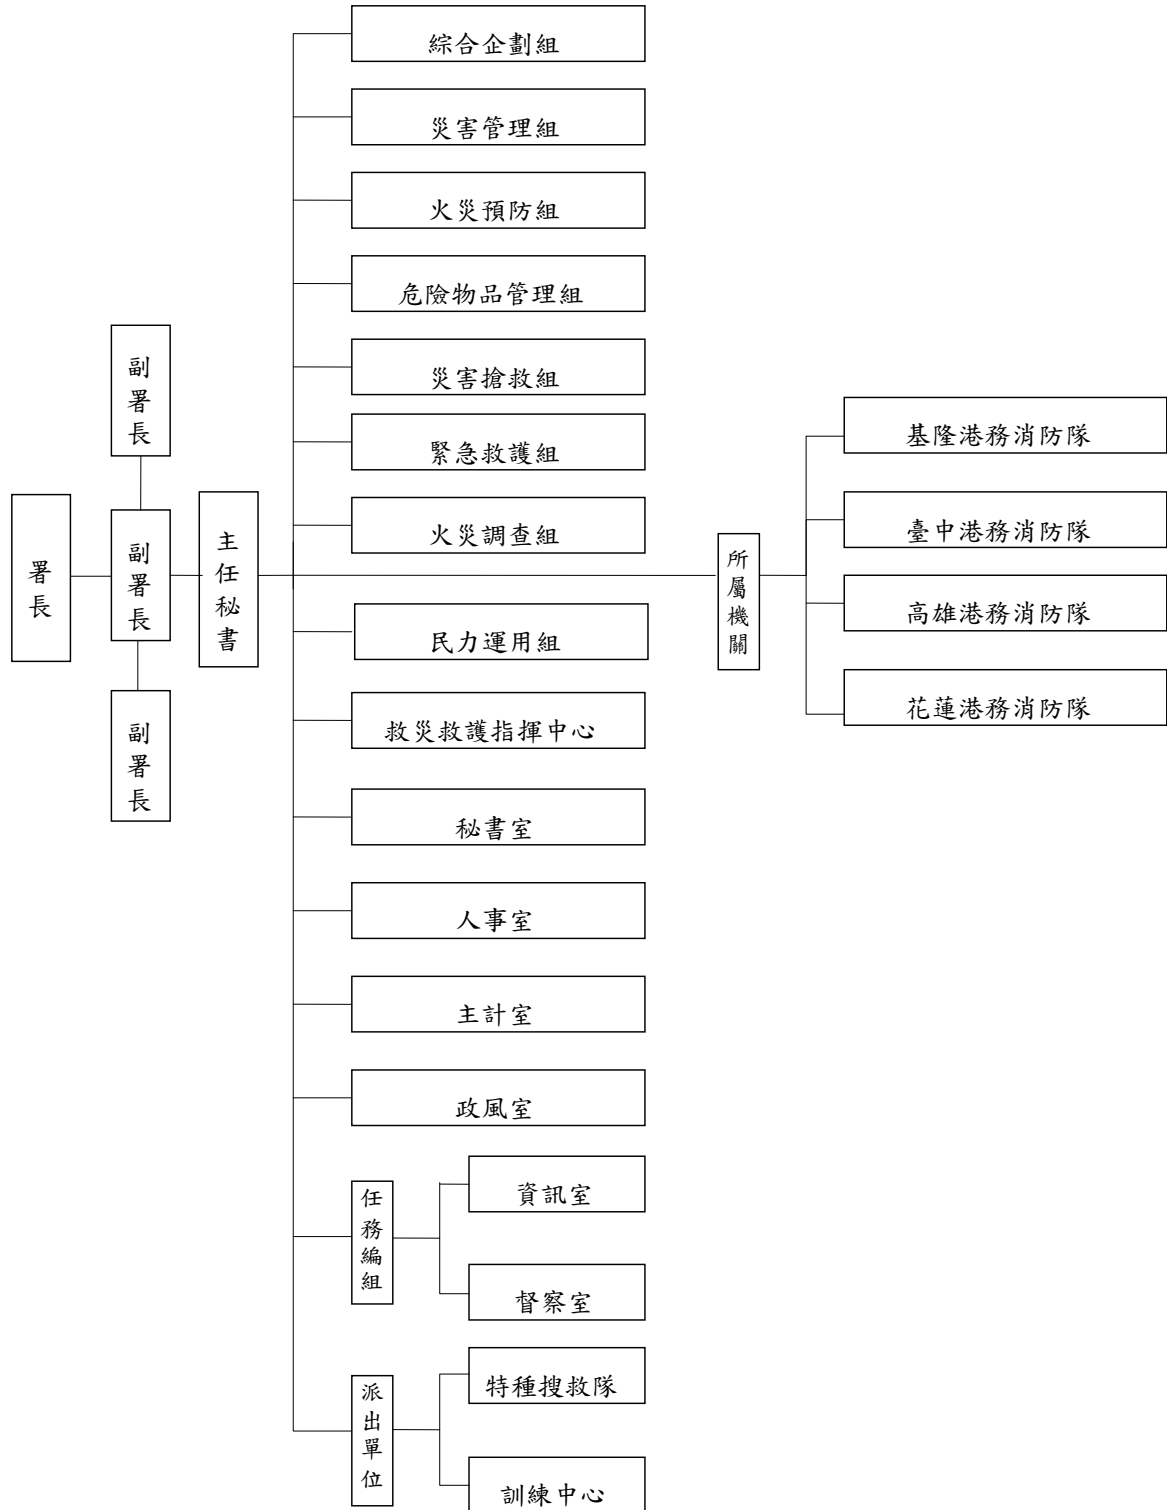 署長
副署長
副署長
副署長
主任秘書
綜合企劃組
災害管理組
火災預防組
危險物品管理組
災害搶救組
緊急救護組
火災調查組
民力運用組
救災救護指揮中心
秘書室
人事室
主計室
政風室
任務編組
資訊室
督察室
派出單位
特種搜救隊
訓練中心
所屬機關
基隆港務消防隊
臺中港務消防隊
高雄港務消防隊
花蓮港務消防隊